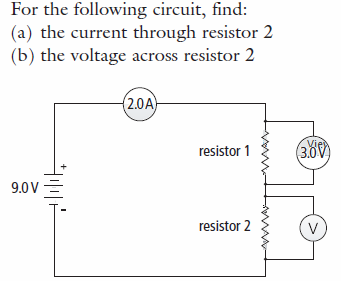 For the following circuit, find:
(a) the current through resistor 2
(b) the voltage across resistor 2
2.0A
resistor 1
3.0V
+
9.0V
-
resistor 2
V